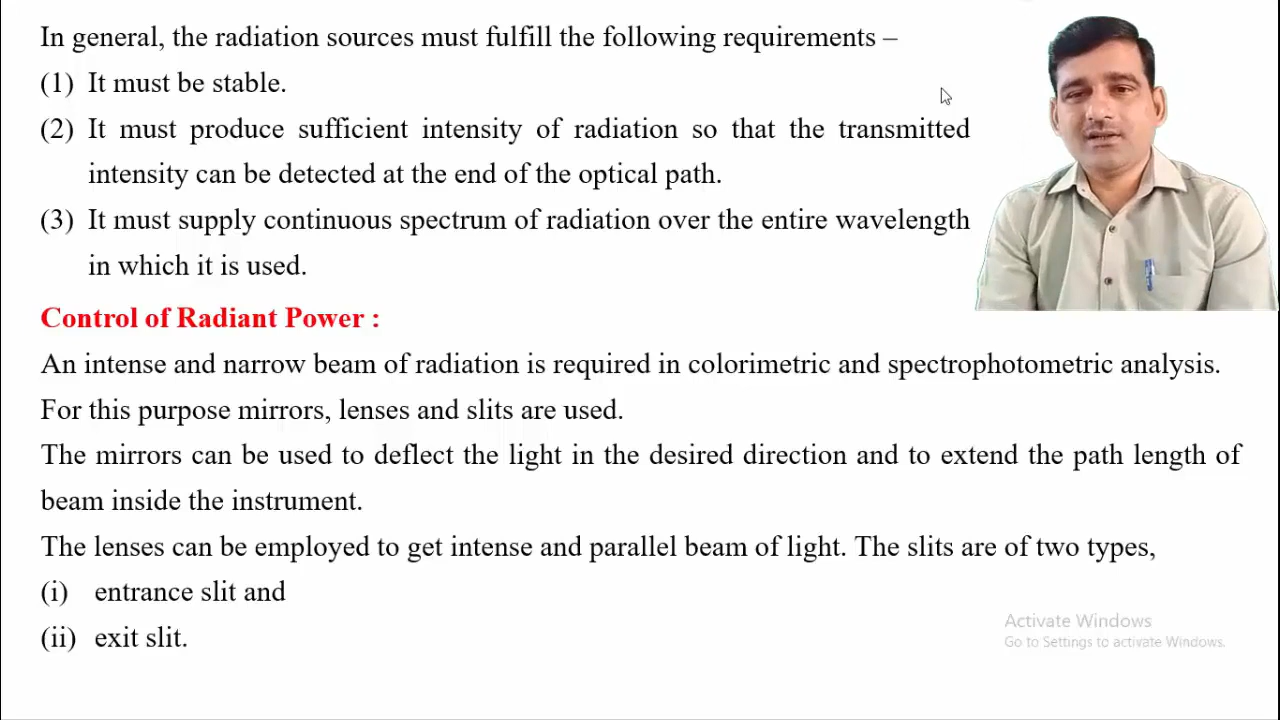 In general, the radiation sources must fulfill the following requirements –
(1) It must be stable.
(2) It must produce sufficient intensity of radiation so that the transmitted
intensity can be detected at the end of the optical path.
(3) It must supply continuous spectrum of radiation over the entire wavelength
in which it is used.
Control of Radiant Power :
An intense and narrow beam of radiation is required in colorimetric and spectrophotometric analysis.
For this purpose mirrors, lenses and slits are used.
The mirrors can be used to deflect the light in the desired direction and to extend the path length of
beam inside the instrument.
The lenses can be employed to get intense and parallel beam of light. The slits are of two types,
(i) entrance slit and
(ii) exit slit.
Activate Windows
Go to Settings to activate Windows.